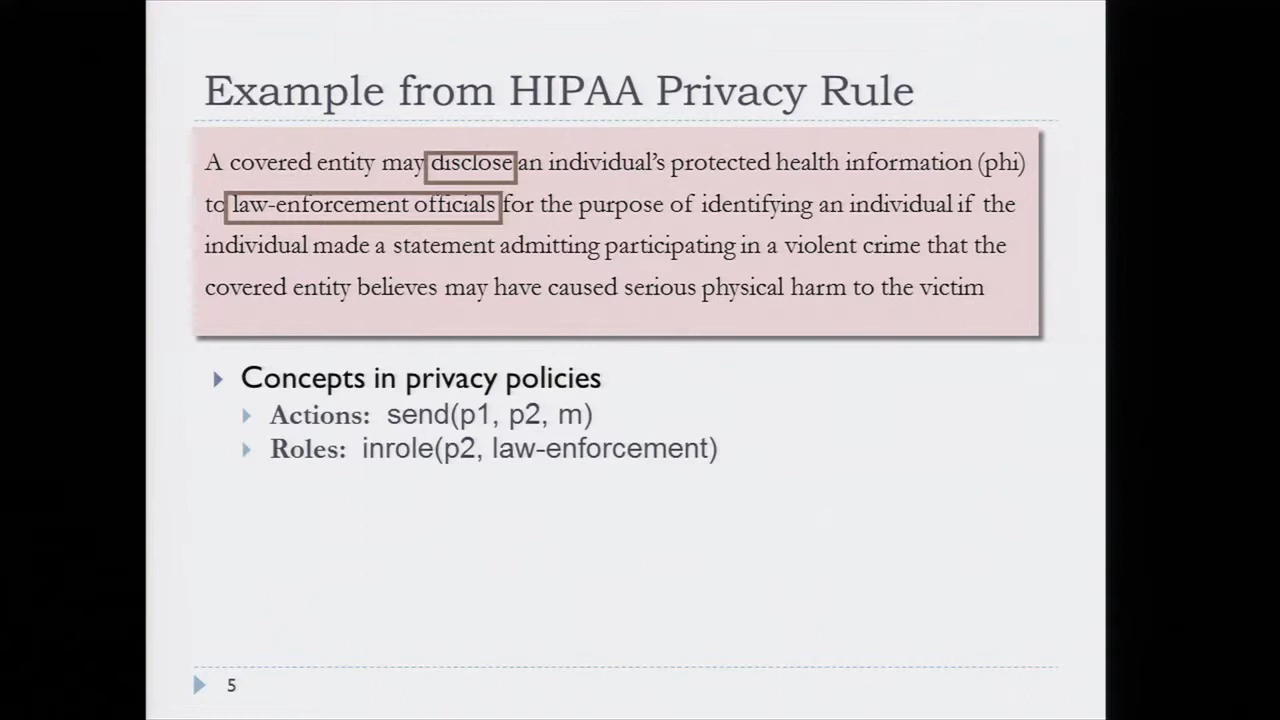 Example from HIPAA Privacy Rule
A covered entity may disclose an individual’s protected health information (phi)
to law-enforcement officials for the purpose of identifying an individual if the
individual made a statement admitting participating in a violent crime that the
covered entity believes may have caused serious physical harm to the victim
Concepts in privacy policies
Actions: send(p1, p2, m)
Roles: inrole(p2, law-enforcement)
5